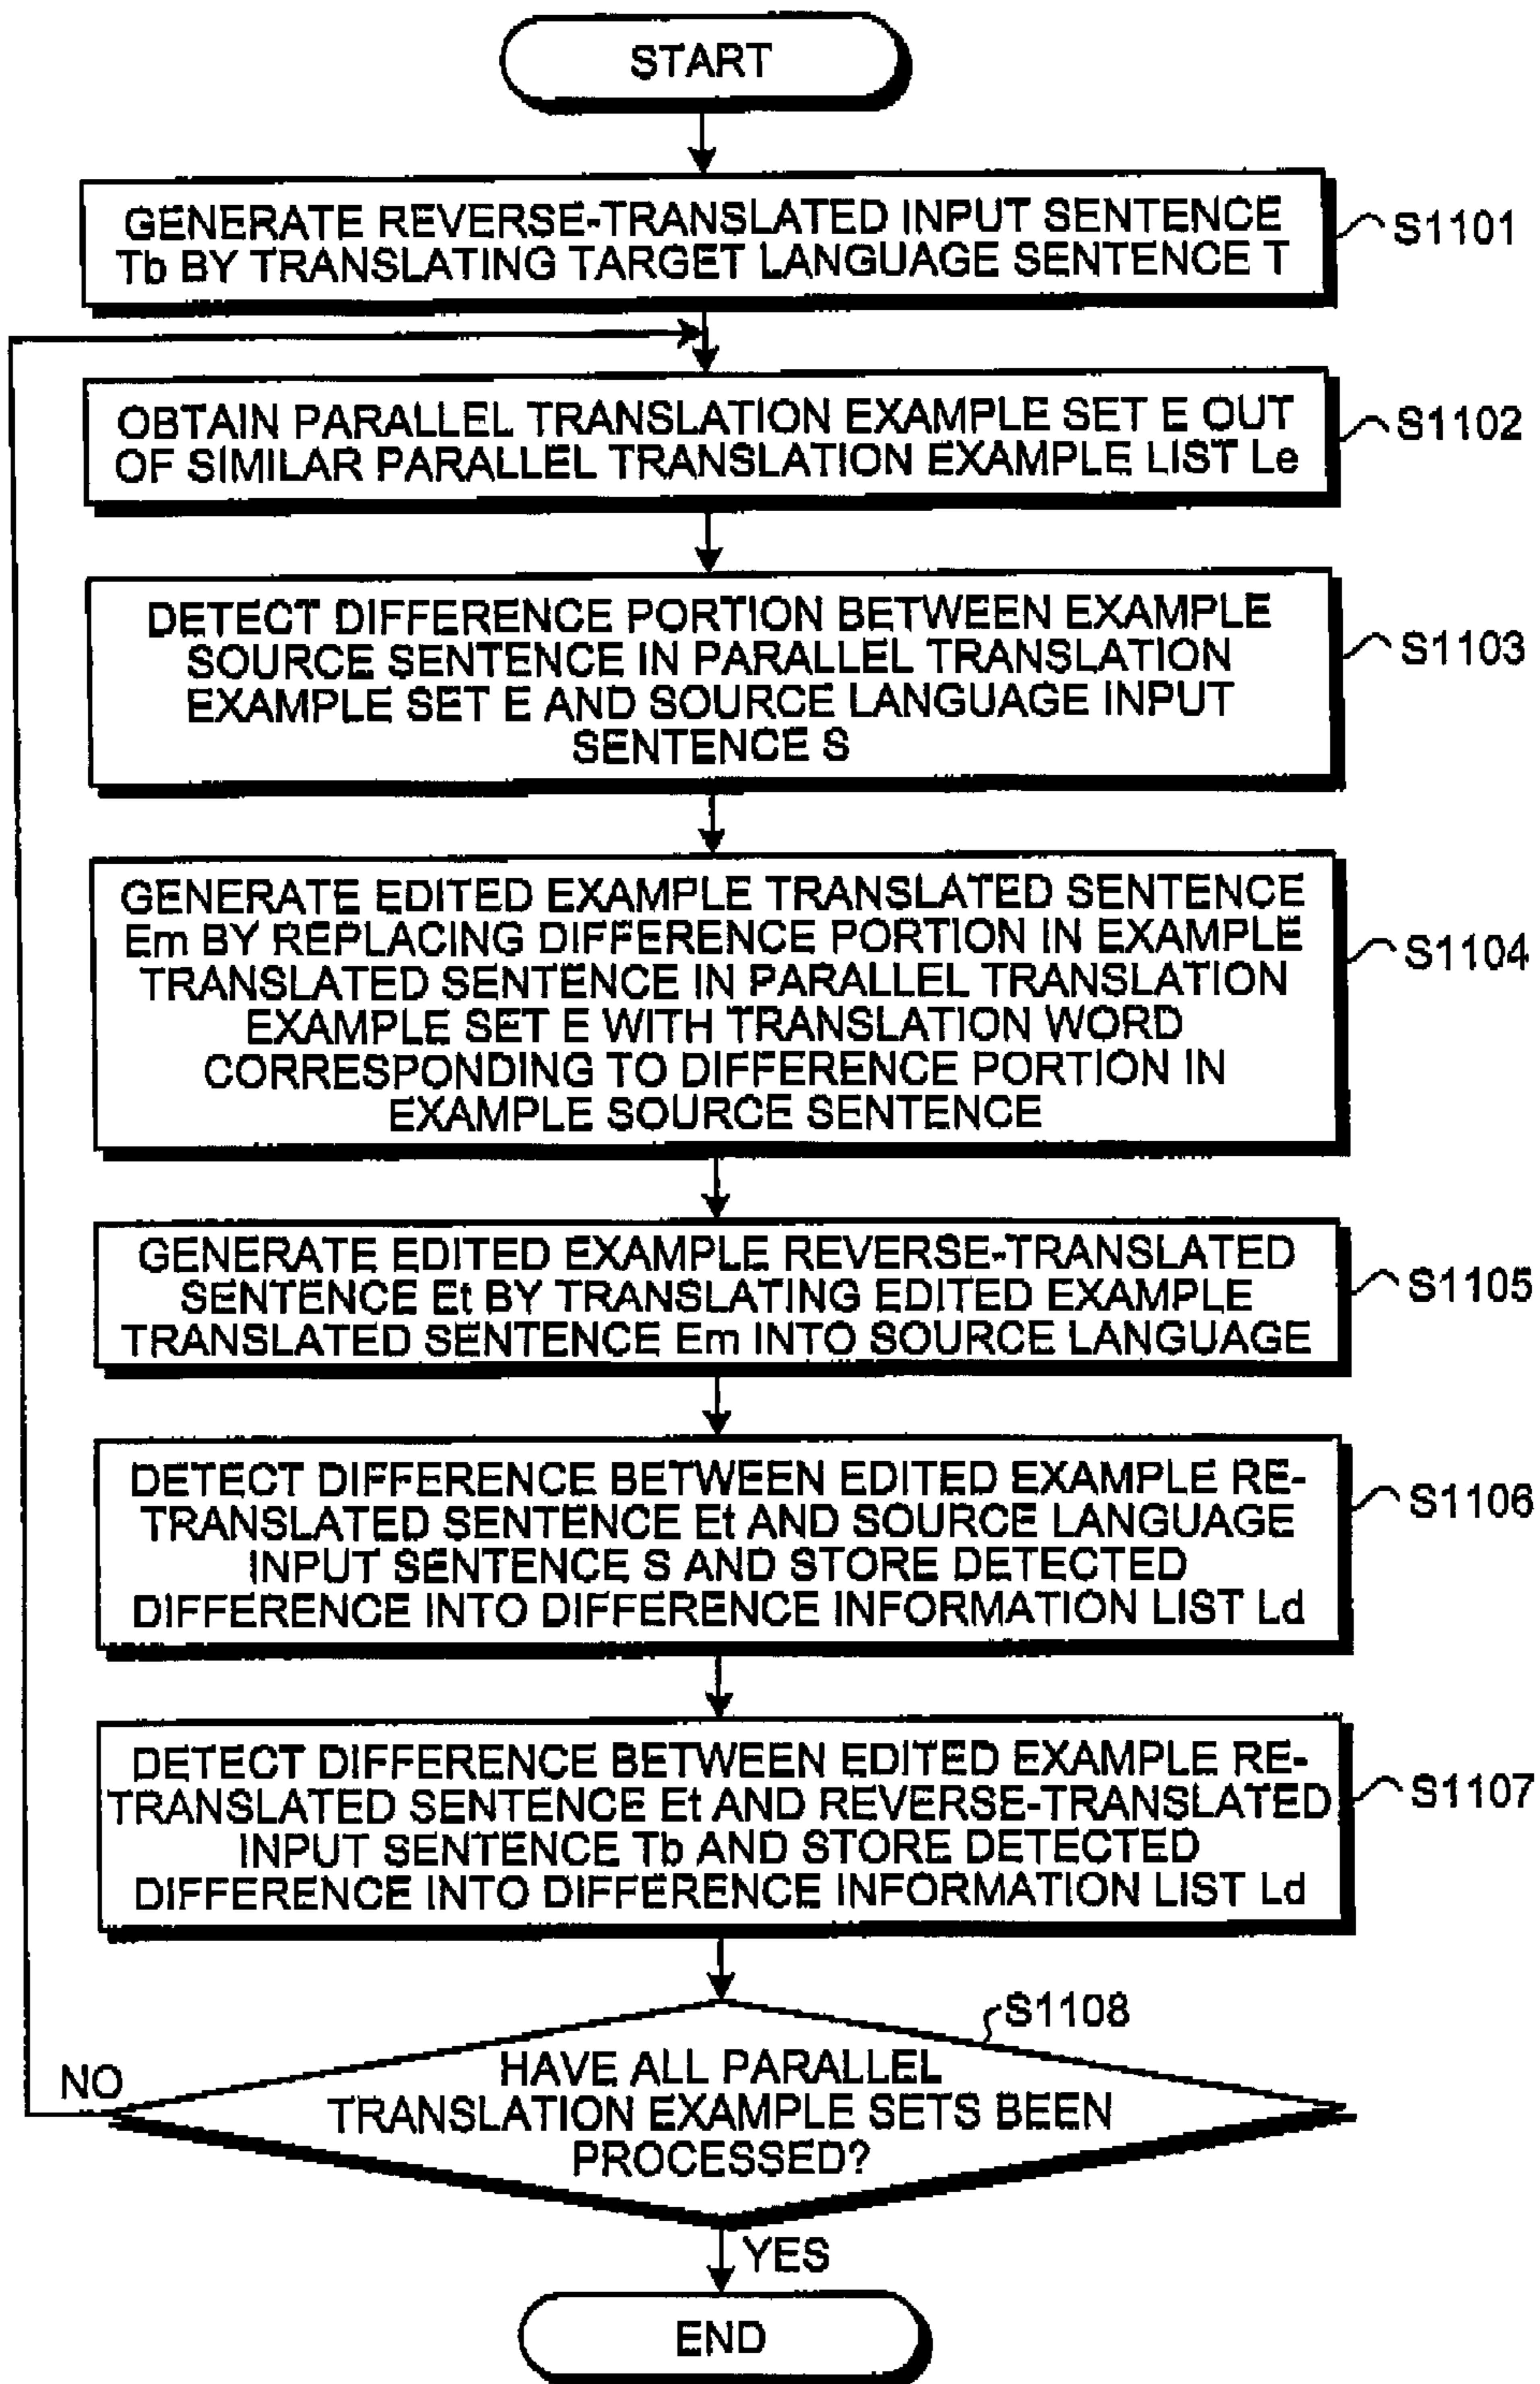 START
GENERATE REVERSE-TRANSLATED INPUT SENTENCE
Tb BY TRANSLATING TARGET LANGUAGE SENTENCE T
S1101
OBTAIN PARALLEL TRANSLATION EXAMPLE SET E OUT
OF SIMILAR PARALLEL TRANSLATION EXAMPLE LIST Le
S1102
DETECT DIFFERENCE PORTION BETWEEN EXAMPLE
SOURCE SENTENCE IN PARALLEL TRANSLATION
EXAMPLE SET E AND SOURCE LANGUAGE INPUT
SENTENCE S
S1103
GENERATE EDITED EXAMPLE TRANSLATED SENTENCE
Em BY REPLACING DIFFERENCE PORTION IN EXAMPLE
TRANSLATED SENTENCE IN PARALLEL TRANSLATION
EXAMPLE SET E WITH TRANSLATION WORD
CORRESPONDING TO DIFFERENCE PORTION IN
EXAMPLE SOURCE SENTENCE
S1104
GENERATE EDITED EXAMPLE REVERSE-TRANSLATED
SENTENCE Et BY TRANSLATING EDITED EXAMPLE
TRANSLATED SENTENCE Em INTO SOURCE LANGUAGE
S1105
DETECT DIFFERENCE BETWEEN EDITED EXAMPLE RE-
TRANSLATED SENTENCE Et AND SOURCE LANGUAGE
INPUT SENTENCE S AND STORE DETECTED
DIFFERENCE INTO DIFFERENCE INFORMATION LIST Ld
S1106
DETECT DIFFERENCE BETWEEN EDITED EXAMPLE RE-
TRANSLATED SENTENCE Et AND REVERSE-TRANSLATED
INPUT SENTENCE Tb AND STORE DETECTED
DIFFERENCE INTO DIFFERENCE INFORMATION LIST Ld
S1107
S1108
HAVE ALL PARALLEL
TRANSLATION EXAMPLE SETS BEEN
PROCESSED?
NO
YES
END